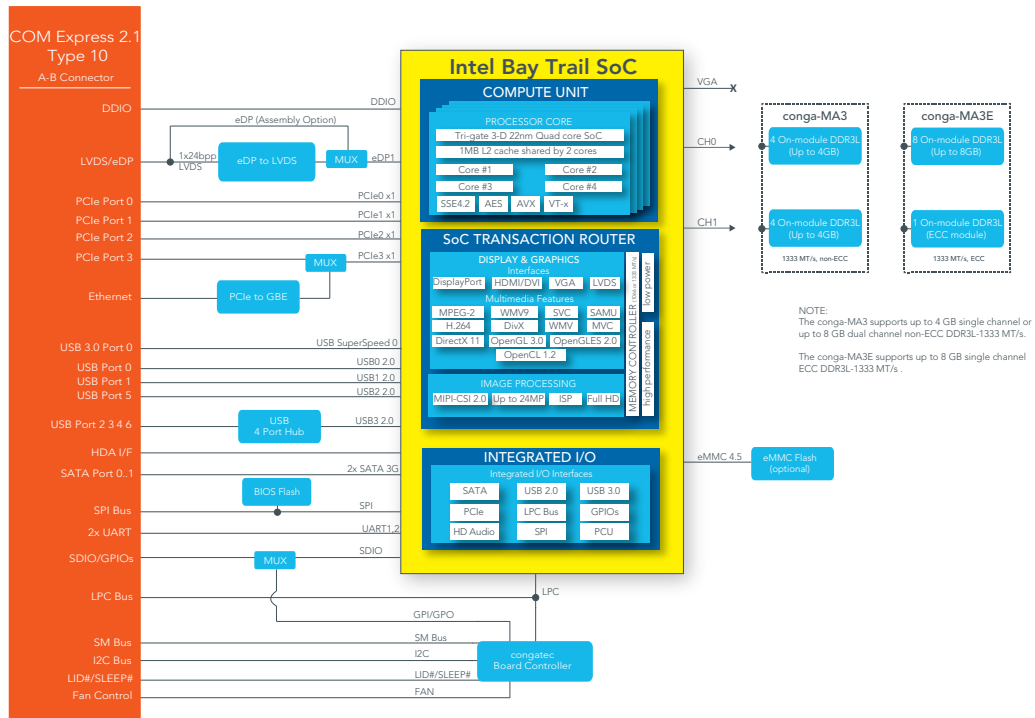 COM Express 2.1
Type 10
A-B Connector
DDIO
LVDS/eDP
PCIe Port 0
PCIe Port 1
PCIe Port 2
PCIe Port 3
Ethernet
USB 3.0 Port 0
USB Port 0
USB Port 1
USB Port 5
USB Port 2 3 4 6
HDA I/F
SATA Port 0..1
SPI Bus
2x UART
SDIO/GPIOs
LPC Bus
SM Bus
I2C Bus
LID#/SLEEP#
Fan Control
DDIO
eDP (Assembly Option)
1x24bpp
LVDS
eDP to LVDS
MUX
eDP1
PCIe0 x1
PCIe1 x1
PCIe2 x1
MUX
PCIe3 x1
PCIe to GBE
USB SuperSpeed 0
USB0 2.0
USB1 2.0
USB2 2.0
USB
4 Port Hub
USB3 2.0
2x SATA 3G
BIOS Flash
SPI
UART1,2
MUX
SDIO
LPC
GPI/GPO
SM Bus
I2C
LID#/SLEEP#
FAN
congatec
Board Controller
Intel Bay Trail SoC
COMPUTE UNIT
PROCESSOR CORE
Tri-gate 3-D 22nm Quad core SoC
1MB L2 cache shared by 2 cores
Core #1
Core #2
Core #3
Core #4
SSE4.2
AES
AVX
VT-x
SoC TRANSACTION ROUTER
DISPLAY & GRAPHICS
Interfaces
DisplayPort
HDMI/DVI
VGA
LVDS
Multimedia Features
MPEG-2
WMV9
SVC
SAMU
H.264
DivX
WMV
MVC
DirectX 11
OpenGL 3.0
OpenGLES 2.0
OpenCL 1.2
IMAGE PROCESSING
MIPI-CSI 2.0
Up to 24MP
ISP
Full HD
MEMORY CONTROLLER
low power
high performance
INTEGRATED I/O
Integrated I/O Interfaces
SATA
USB 2.0
USB 3.0
PCIe
LPC Bus
GPIOs
HD Audio
SPI
PCU
VGA
X
CH0
CH1
eMMC 4.5
eMMC Flash
(optional)
conga-MA3
4 On-module DDR3L
(Up to 4GB)
4 On-module DDR3L
(Up to 4GB)
1333 MT/s, non-ECC
conga-MA3E
8 On-module DDR3L
(Up to 8GB)
1 On-module DDR3L
(ECC module)
1333 MT/s, ECC
NOTE:
The conga-MA3 supports up to 4 GB single channel or
up to 8 GB dual channel non-ECC DDR3L-1333 MT/s.
The conga-MA3E supports up to 8 GB single channel
ECC DDR3L-1333 MT/s .